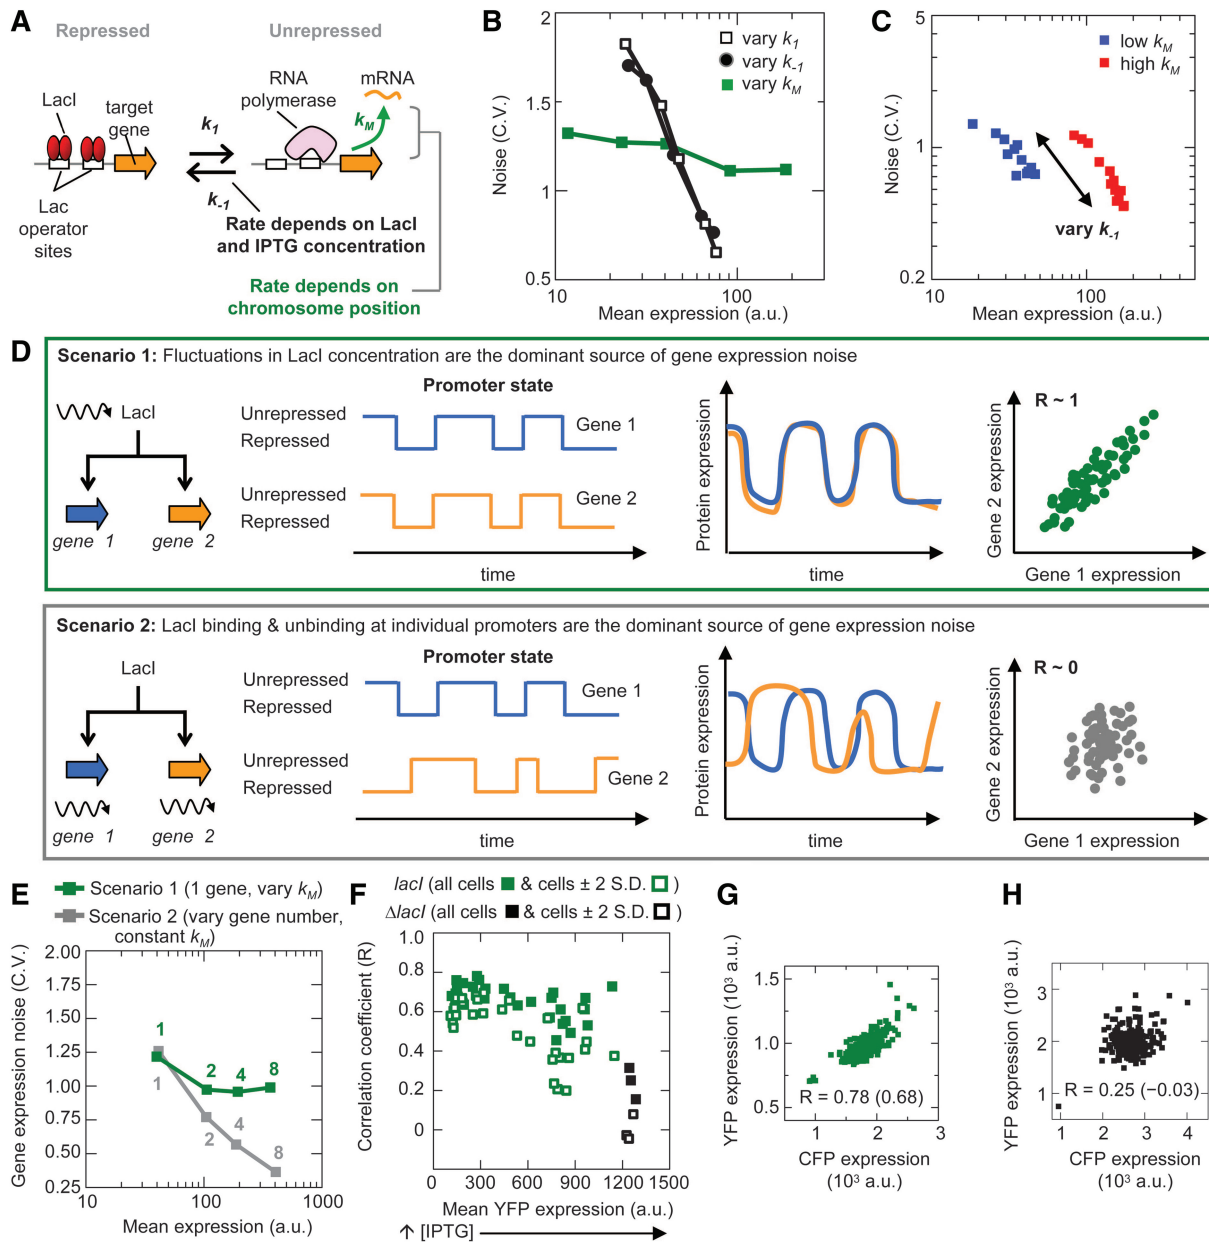 A
Repressed
Unrepressed
LacI
target
gene
RNA
polymerase
mRNA
kM
k1
k-1
Lac
operator
sites
Rate depends on LacI
and IPTG concentration
Rate depends on
chromosome position
B
Noise (C.V.)
2
1.5
1
0.5
10
100
Mean expression (a.u.)
vary k1
vary k-1
vary kM
C
Noise (C.V.)
5
1
0.2
10
100
Mean expression (a.u.)
low kM
high kM
vary k-1
D
Scenario 1: Fluctuations in LacI concentration are the dominant source of gene expression noise
LacI
gene 1
gene 2
Promoter state
Unrepressed
Repressed
Gene 1
Unrepressed
Repressed
Gene 2
time
Protein expression
time
R ~ 1
Gene 2 expression
Gene 1 expression
Scenario 2: LacI binding & unbinding at individual promoters are the dominant source of gene expression noise
LacI
gene 1
gene 2
Promoter state
Unrepressed
Repressed
Gene 1
Unrepressed
Repressed
Gene 2
time
Protein expression
time
R ~ 0
Gene 2 expression
Gene 1 expression
E
Scenario 1 (1 gene, vary kM)
Scenario 2 (vary gene number,
constant kM)
Gene expression noise (C.V.)
2.00
1.75
1.50
1.25
1.00
0.75
0.50
0.25
1
2
4
8
1
2
4
8
10
100
1000
Mean expression (a.u.)
F
lacI (all cells & cells ± 2 S.D. )
ΔlacI (all cells & cells ± 2 S.D. )
Correlation coefficient (R)
1.0
0.8
0.6
0.4
0.2
0
0 300 600 900 1200 1500
Mean YFP expression (a.u.)
↑ [IPTG]
G
YFP expression (10³ a.u.)
1.5
1.0
0.5
R = 0.78 (0.68)
1 2 3
CFP expression
(10³ a.u.)
H
YFP expression (10³ a.u.)
3
2
1
R = 0.25 (−0.03)
1 2 3 4
CFP expression
(10³ a.u.)